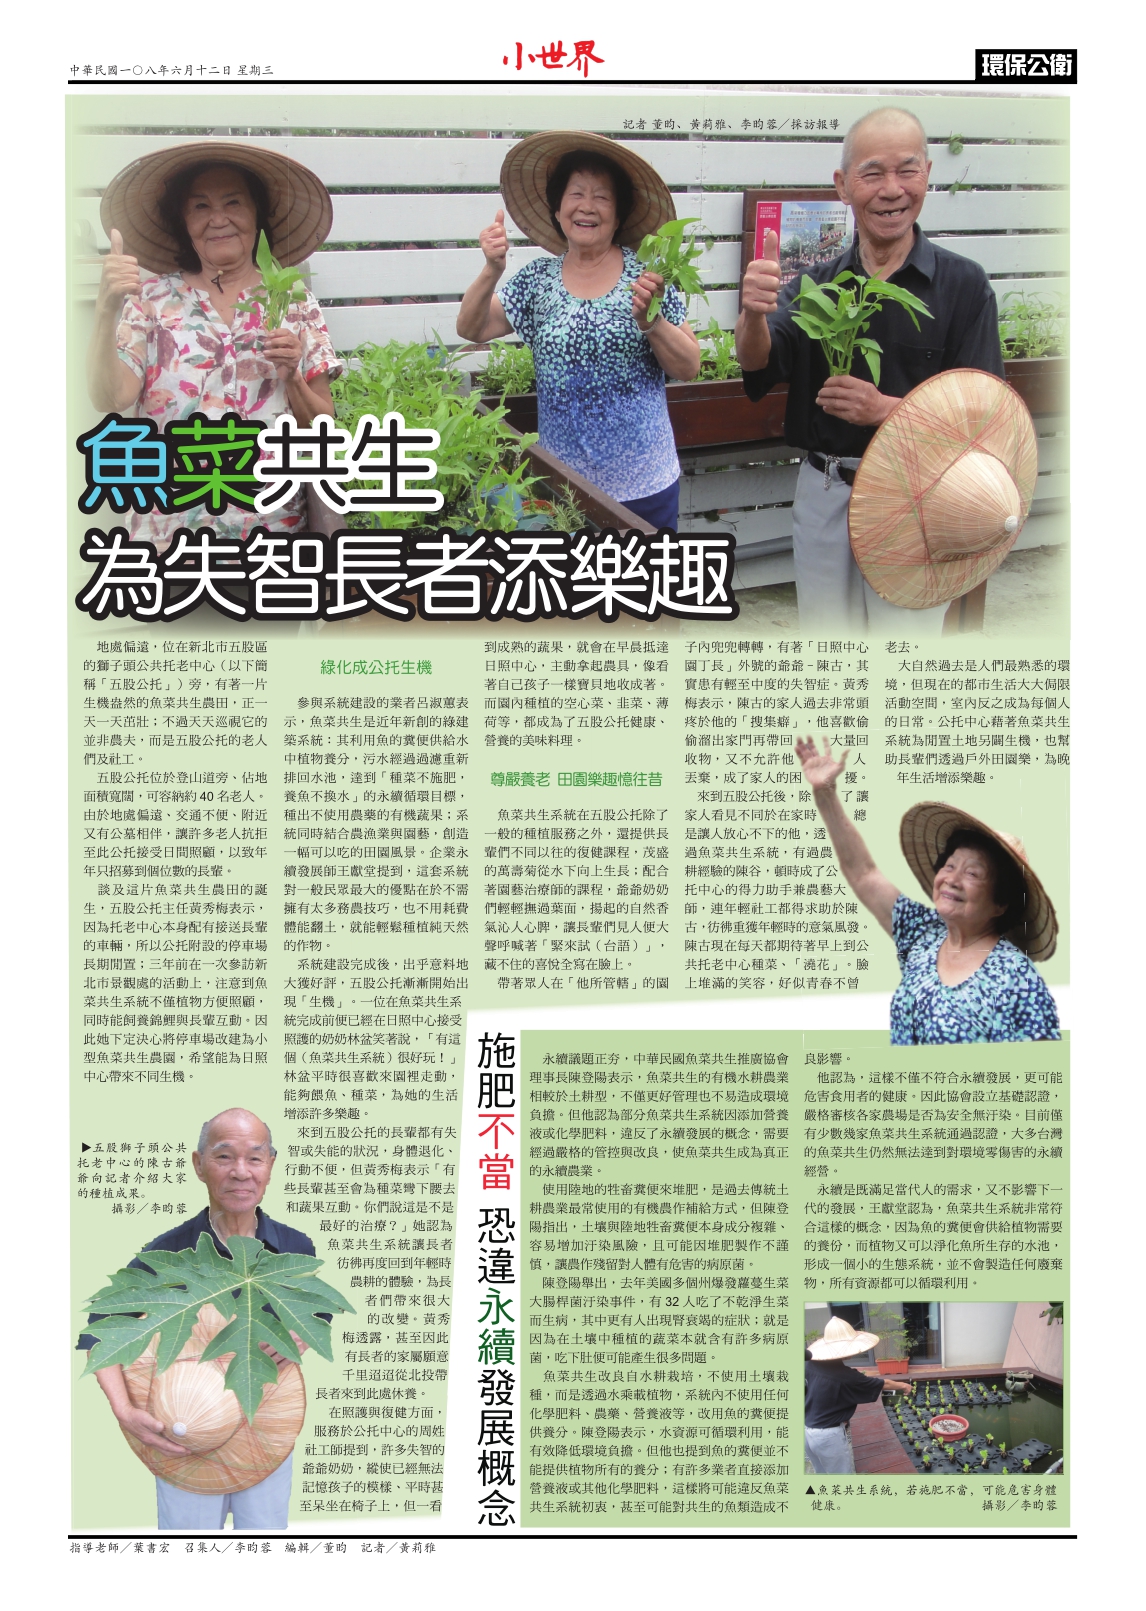 中華民國一〇八年六月十二日 星期三
小世界
環保公衛
記者 董昀、黃莉雅、李昀蓉／採訪報導
魚菜共生
為失智長者添樂趣
地處偏遠，位在新北市五股區
的獅子頭公共托老中心（以下簡
稱「五股公托」）旁，有著一片
生機盎然的魚菜共生農田，正一
天一天茁壯；不過天天巡視它的
並非農夫，而是五股公托的老人
們及社工。
五股公托位於登山道旁、佔地
面積寬闊，可容納約 40 名老人。
由於地處偏遠、交通不便、附近
又有公墓相伴，讓許多老人抗拒
至此公托接受日間照顧，以致年
年只招募到個位數的長輩。
談及這片魚菜共生農田的誕
生，五股公托主任黃秀梅表示，
因為托老中心本身配有接送長輩
的車輛，所以公托附設的停車場
長期閒置；三年前在一次參訪新
北市景觀處的活動上，注意到魚
菜共生系統不僅植物方便照顧，
同時能飼養錦鯉與長輩互動。因
此她下定決心將停車場改建為小
型魚菜共生農園，希望能為日照
中心帶來不同生機。
▶五股獅子頭公共
托老中心的陳古爺
爺向記者介紹大家
的種植成果。
攝影／李昀蓉
綠化成公托生機
參與系統建設的業者呂淑蕙表
示，魚菜共生是近年新創的綠建
築系統：其利用魚的糞便供給水
中植物養分，污水經過過濾重新
排回水池，達到「種菜不施肥，
養魚不換水」的永續循環目標，
種出不使用農藥的有機蔬果；系
統同時結合農漁業與園藝，創造
一幅可以吃的田園風景。企業永
續發展師王獻堂提到，這套系統
對一般民眾最大的優點在於不需
擁有太多務農技巧，也不用耗費
體能翻土，就能輕鬆種植純天然
的作物。
系統建設完成後，出乎意料地
大獲好評，五股公托漸漸開始出
現「生機」。一位在魚菜共生系
統完成前便已經在日照中心接受
照護的奶奶林盆笑著說，「有這
個（魚菜共生系統）很好玩！」
林盆平時很喜歡來園裡走動，
能夠餵魚、種菜，為她的生活
增添許多樂趣。
來到五股公托的長輩都有失
智或失能的狀況，身體退化、
行動不便，但黃秀梅表示「有
些長輩甚至會為種菜彎下腰去
和蔬果互動。你們說這是不是
最好的治療？」她認為
魚菜共生系統讓長者
彷彿再度回到年輕時
農耕的體驗，為長
者們帶來很大
的改變。黃秀
梅透露，甚至因此
有長者的家屬願意
千里迢迢從北投帶
長者來到此處休養。
在照護與復健方面，
服務於公托中心的周姓
社工師提到，許多失智的
爺爺奶奶，縱使已經無法
記憶孩子的模樣、平時甚
至呆坐在椅子上，但一看
到成熟的蔬果，就會在早晨抵達
日照中心，主動拿起農具，像看
著自己孩子一樣寶貝地收成著。
而園內種植的空心菜、韭菜、薄
荷等，都成為了五股公托健康、
營養的美味料理。
尊嚴養老 田園樂趣憶往昔
魚菜共生系統在五股公托除了
一般的種植服務之外，還提供長
輩們不同以往的復健課程，茂盛
的萬壽菊從水下向上生長；配合
著園藝治療師的課程，爺爺奶奶
們輕輕撫過葉面，揚起的自然香
氣沁人心脾，讓長輩們見人便大
聲呼喊著「緊來試（台語）」，
藏不住的喜悅全寫在臉上。
帶著眾人在「他所管轄」的園
子內兜兜轉轉，有著「日照中心
園丁長」外號的爺爺－陳古，其
實患有輕至中度的失智症。黃秀
梅表示，陳古的家人過去非常頭
疼於他的「搜集癖」，他喜歡偷
偷溜出家門再帶回大量回
收物，又不允許他人
丟棄，成了家人的困擾。
來到五股公托後，除了讓
家人看見不同於在家時總
是讓人放心不下的他，透
過魚菜共生系統，有過農
耕經驗的陳谷，頓時成了公
托中心的得力助手兼農藝大
師，連年輕社工都得求助於陳
古，彷彿重獲年輕時的意氣風發。
陳古現在每天都期待著早上到公
共托老中心種菜、「澆花」。臉
上堆滿的笑容，好似青春不曾
老去。
大自然過去是人們最熟悉的環
境，但現在的都市生活大大侷限
活動空間，室內反之成為每個人
的日常。公托中心藉著魚菜共生
系統為閒置土地另闢生機，也幫
助長輩們透過戶外田園樂，為晚
年生活增添樂趣。
施肥不當 恐違永續發展概念
永續議題正夯，中華民國魚菜共生推廣協會
理事長陳登陽表示，魚菜共生的有機水耕農業
相較於土耕型，不僅更好管理也不易造成環境
負擔。但他認為部分魚菜共生系統因添加營養
液或化學肥料，違反了永續發展的概念，需要
經過嚴格的管控與改良，使魚菜共生成為真正
的永續農業。
使用陸地的牲畜糞便來堆肥，是過去傳統土
耕農業最常使用的有機農作補給方式，但陳登
陽指出，土壤與陸地牲畜糞便本身成分複雜、
容易增加汙染風險，且可能因堆肥製作不謹
慎，讓農作殘留對人體有危害的病原菌。
陳登陽舉出，去年美國多個州爆發蘿蔓生菜
大腸桿菌汙染事件，有 32 人吃了不乾淨生菜
而生病，其中更有人出現腎衰竭的症狀；就是
因為在土壤中種植的蔬菜本就含有許多病原
菌，吃下肚便可能產生很多問題。
魚菜共生改良自水耕栽培，不使用土壤栽
種，而是透過水乘載植物，系統內不使用任何
化學肥料、農藥、營養液等，改用魚的糞便提
供養分。陳登陽表示，水資源可循環利用，能
有效降低環境負擔。但他也提到魚的糞便並不
能提供植物所有的養分；有許多業者直接添加
營養液或其他化學肥料，這樣將可能違反魚菜
共生系統初衷，甚至可能對共生的魚類造成不
良影響。
他認為，這樣不僅不符合永續發展，更可能
危害食用者的健康。因此協會設立基礎認證，
嚴格審核各家農場是否為安全無汙染。目前僅
有少數幾家魚菜共生系統通過認證，大多台灣
的魚菜共生仍然無法達到對環境零傷害的永續
經營。
永續是既滿足當代人的需求，又不影響下一
代的發展，王獻堂認為，魚菜共生系統非常符
合這樣的概念，因為魚的糞便會供給植物需要
的養份，而植物又可以淨化魚所生存的水池，
形成一個小的生態系統，並不會製造任何廢棄
物，所有資源都可以循環利用。
▲魚菜共生系統，若施肥不當，可能危害身體
健康。
攝影／李昀蓉
指導老師／葉書宏　召集人／李昀蓉　編輯／董昀　記者／黃莉雅